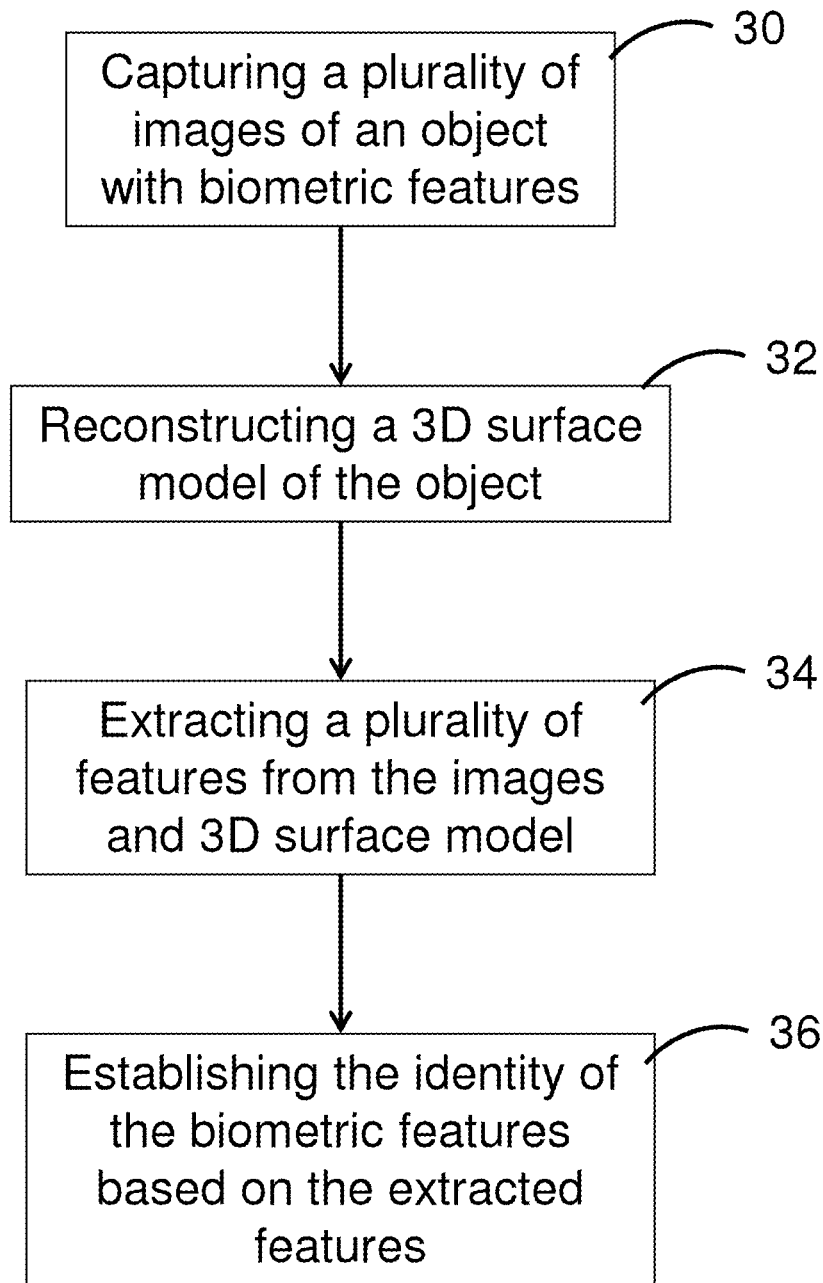 30
Capturing a plurality of
images of an object
with biometric features
32
Reconstructing a 3D surface
model of the object
34
Extracting a plurality of
features from the images
and 3D surface model
36
Establishing the identity of
the biometric features
based on the extracted
features